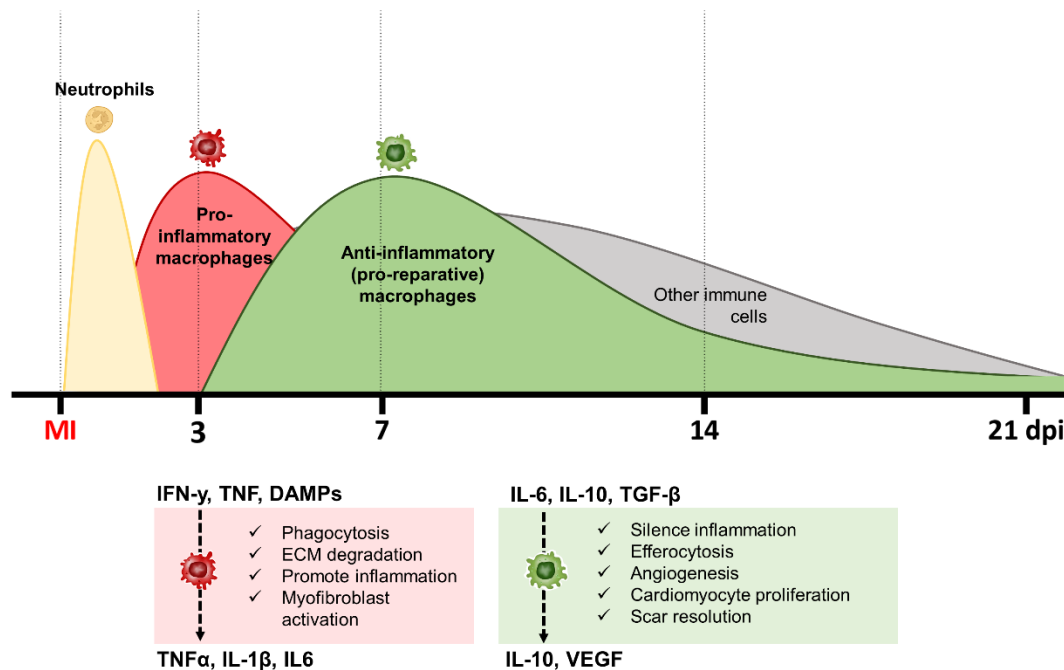 Neutrophils
Pro-
inflammatory
macrophages
Anti-inflammatory
(pro-reparative)
macrophages
Other immune
cells
MI
3
7
14
21 dpi
IFN-y, TNF, DAMPs
✓ Phagocytosis
✓ ECM degradation
✓ Promote inflammation
✓ Myofibroblast
activation
TNFα, IL-1β, IL6
IL-6, IL-10, TGF-β
✓ Silence inflammation
✓ Efferocytosis
✓ Angiogenesis
✓ Cardiomyocyte proliferation
✓ Scar resolution
IL-10, VEGF